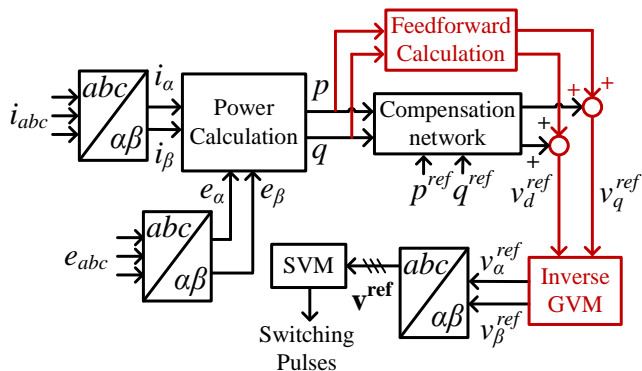 Feedforward
Calculation
i_α
abc
αβ
i_abc
i_β
Power
Calculation
p
q
Compensation
network
+
+
+
+
p^ref q^ref
v_d^ref
v_q^ref
e_α
e_β
e_abc
abc
αβ
SVM
v^ref
abc
αβ
v_α^ref
v_β^ref
Inverse
GVM
Switching
Pulses